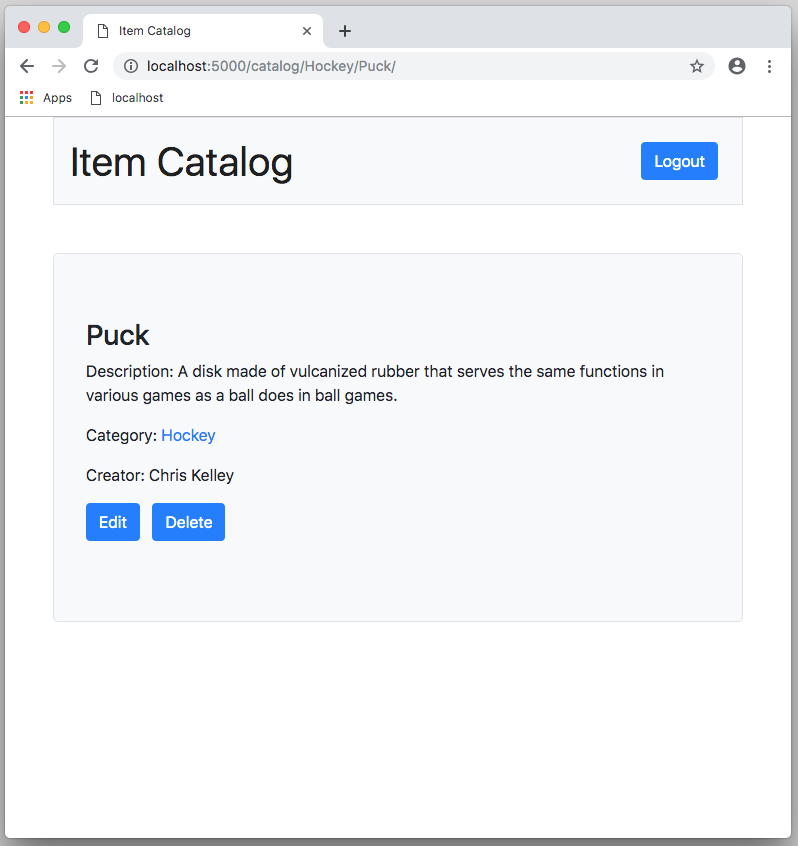 Item Catalog
localhost:5000/catalog/Hockey/Puck/
Apps localhost
Item Catalog
Logout
Puck
Description: A disk made of vulcanized rubber that serves the same functions in
various games as a ball does in ball games.
Category: Hockey
Creator: Chris Kelley
Edit Delete